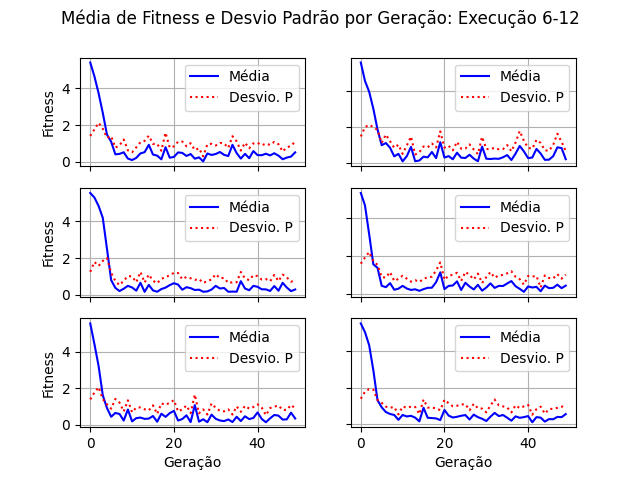 Média de Fitness e Desvio Padrão por Geração: Execução 6-12
Fitness
4
2
0
Média
Desvio. P
Média
Desvio. P
Fitness
4
2
0
Média
Desvio. P
Média
Desvio. P
Fitness
4
2
0
Média
Desvio. P
Média
Desvio. P
0 20 40
Geração
0 20 40
Geração